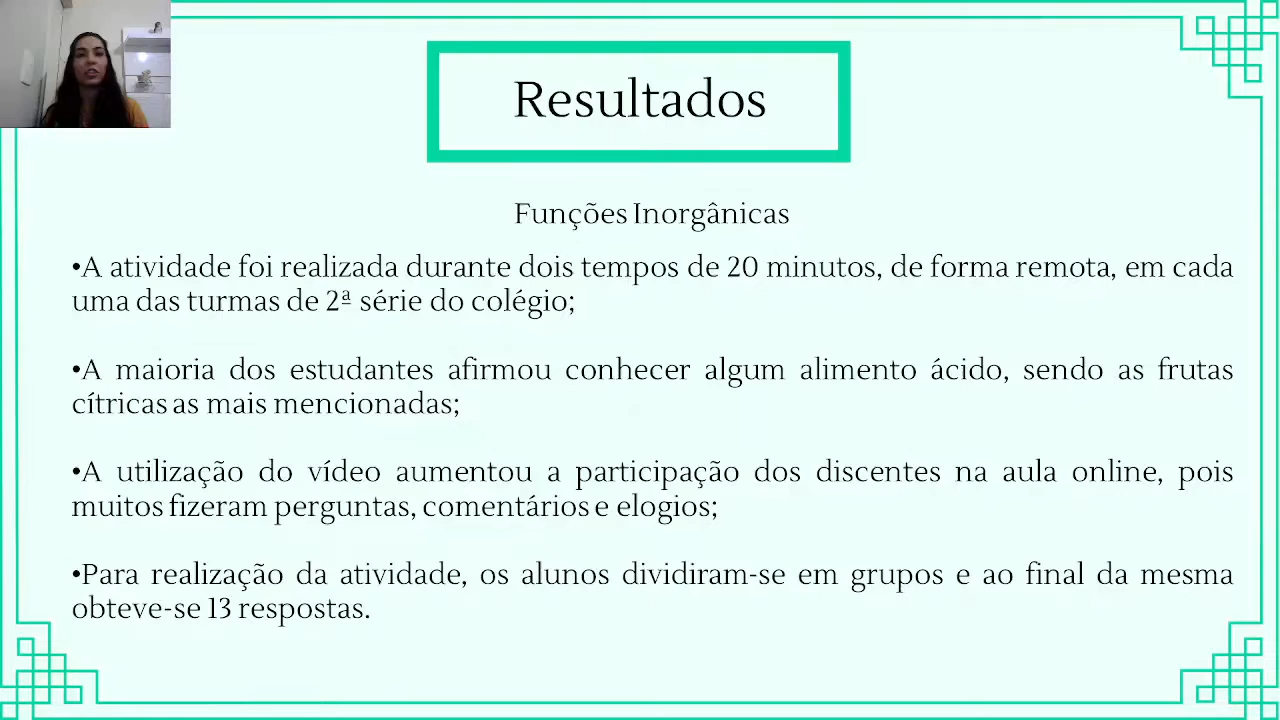 Resultados
Funções Inorgânicas
•A atividade foi realizada durante dois tempos de 20 minutos, de forma remota, em cada
uma das turmas de 2ª série do colégio;
•A maioria dos estudantes afirmou conhecer algum alimento ácido, sendo as frutas
cítricas as mais mencionadas;
•A utilização do vídeo aumentou a participação dos discentes na aula online, pois
muitos fizeram perguntas, comentários e elogios;
•Para realização da atividade, os alunos dividiram-se em grupos e ao final da mesma
obteve-se 13 respostas.